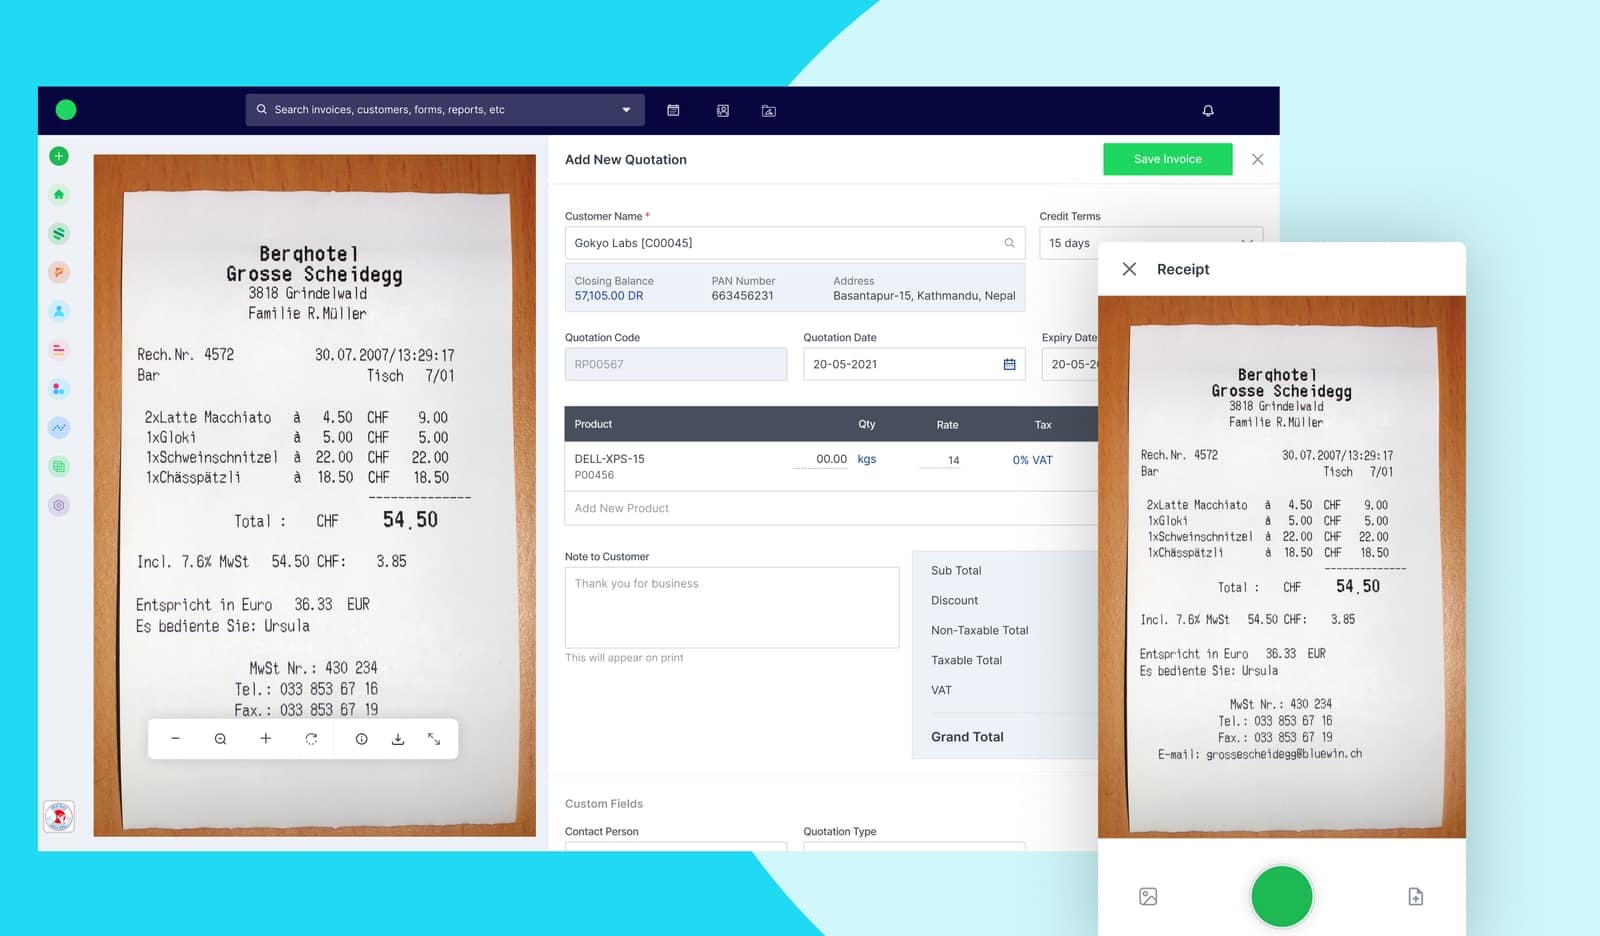 Search invoices, customers, forms, reports, etc
Berghotel
Grosse Scheidegg
3818 Grindelwald
Familie R.Müller
Rech.Nr. 4572 30.07.2007/13:29:17
Bar Tisch 7/01
2xLatte Macchiato à 4.50 CHF 9.00
1xGloki à 5.00 CHF 5.00
1xSchweinschnitzel à 22.00 CHF 22.00
1xChässpätzli à 18.50 CHF 18.50
Total : CHF 54.50
Incl. 7.6% MwSt 54.50 CHF: 3.85
Entspricht in Euro 36.33 EUR
Es bediente Sie: Ursula
MwSt Nr.: 430 234
Tel.: 033 853 67 16
Fax.: 033 853 67 19
Add New Quotation
Save Invoice
Customer Name *
Credit Terms
Gokyo Labs [C00045]
15 days
Closing Balance PAN Number Address
57,105.00 DR 663456231 Basantapur-15, Kathmandu, Nepal
Quotation Code Quotation Date Expiry Date
RP00567 20-05-2021 20-05-2
Product Qty Rate Tax
DELL-XPS-15 00.00 kgs 14 0% VAT
P00456
Add New Product
Note to Customer
Thank you for business
This will appear on print
Sub Total
Discount
Non-Taxable Total
Taxable Total
VAT
Grand Total
Custom Fields
Contact Person Quotation Type
Receipt
Berghotel
Grosse Scheidegg
3818 Grindelwald
Familie R.Müller
Rech.Nr. 4572 30.07.2007/13:29:17
Bar Tisch 7/01
2xLatte Macchiato à 4.50 CHF 9.00
1xGloki à 5.00 CHF 5.00
1xSchweinschnitzel à 22.00 CHF 22.00
1xChässpätzli à 18.50 CHF 18.50
Total : CHF 54.50
Incl. 7.6% MwSt 54.50 CHF: 3.85
Entspricht in Euro 36.33 EUR
Es bediente Sie: Ursula
MwSt Nr.: 430 234
Tel.: 033 853 67 16
Fax.: 033 853 67 19
E-mail: grossescheidegg@bluewin.ch